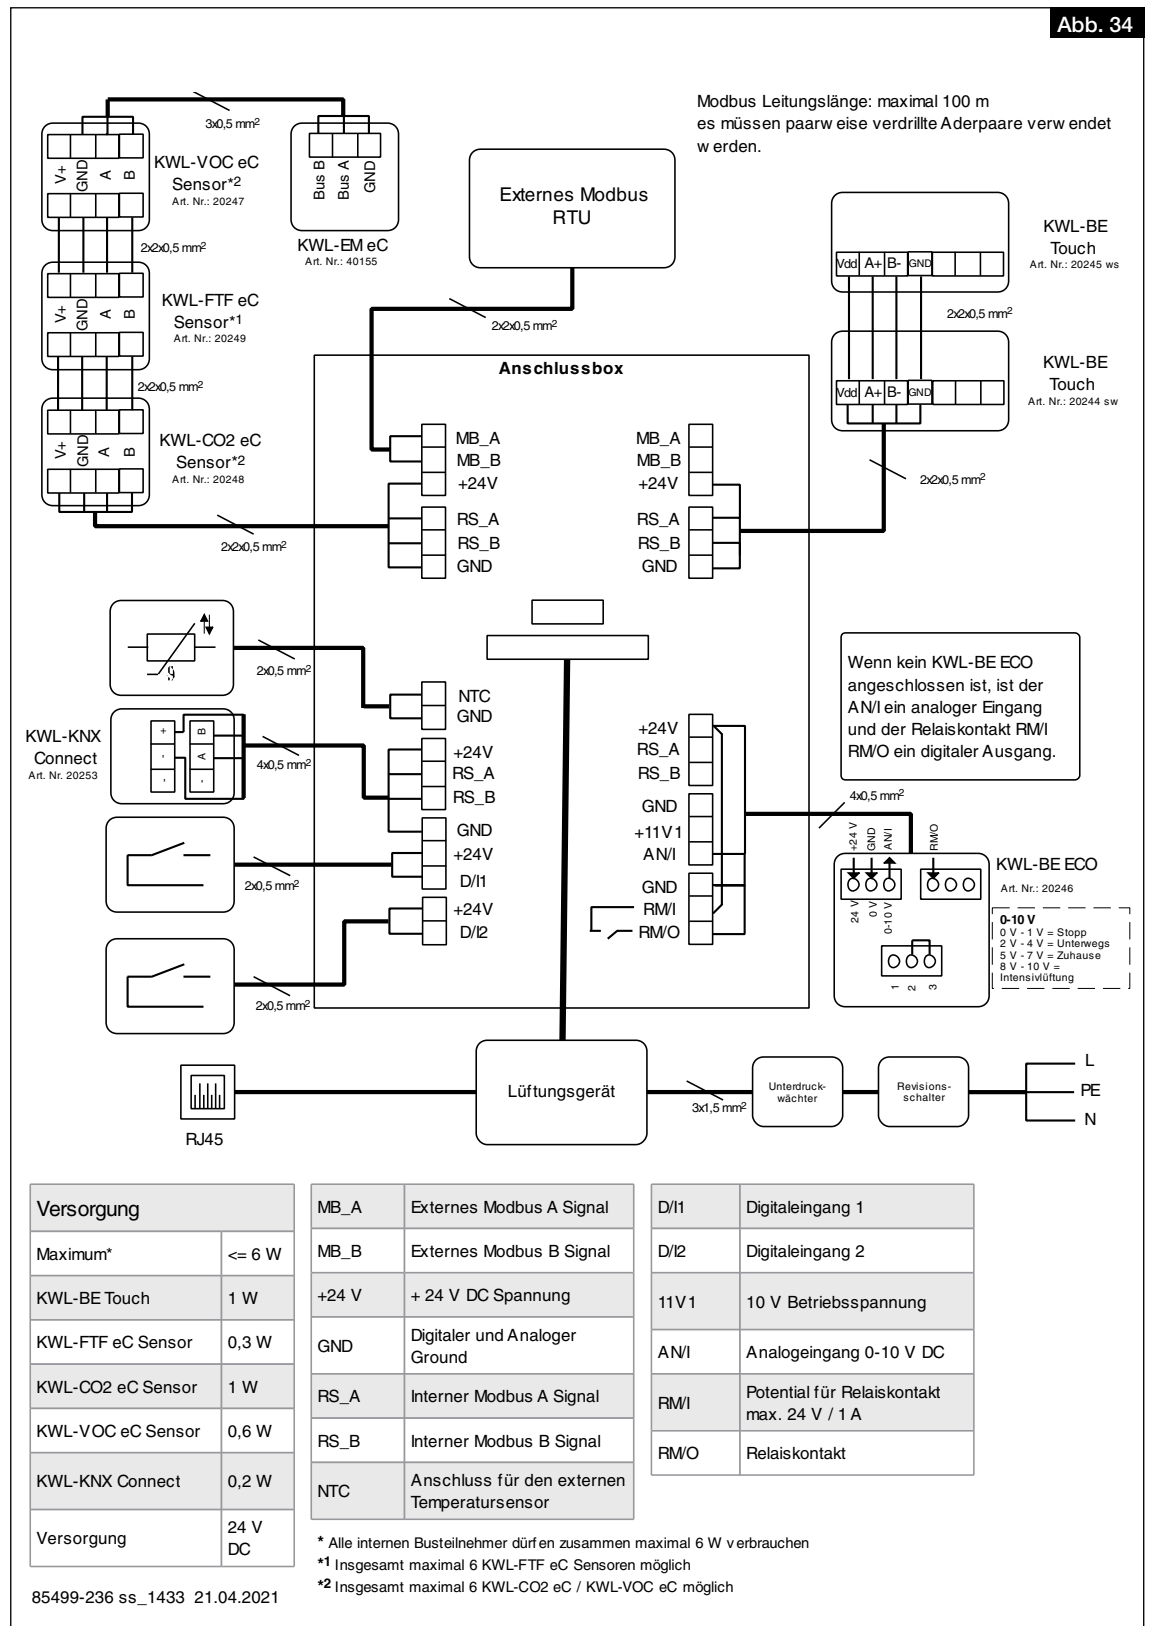 Abb. 34
Modbus Leitungslänge: maximal 100 m
es müssen paarweise verdrillte Aderpaare verwendet
werden.
3x0,5 mm²
V+ GND A B
KWL-VOC eC
Sensor*2
Art. Nr.: 20247
Bus B Bus A GND
KWL-EM eC
Art. Nr.: 40155
2x2x0,5 mm²
V+ GND A B
KWL-FTF eC
Sensor*1
Art. Nr.: 20249
2x2x0,5 mm²
V+ GND A B
KWL-CO2 eC
Sensor*2
Art. Nr.: 20248
2x2x0,5 mm²
Externes Modbus
RTU
2x2x0,5 mm²
Vdd A+ B- GND
KWL-BE
Touch
Art. Nr.: 20245 ws
2x2x0,5 mm²
Vdd A+ B- GND
KWL-BE
Touch
Art. Nr.: 20244 sw
2x2x0,5 mm²
Anschlussbox
MB_A
MB_B
+24V
RS_A
RS_B
GND
MB_A
MB_B
+24V
RS_A
RS_B
GND
ϑ
2x0,5 mm²
NTC
GND
KWL-KNX
Connect
Art. Nr. 20253
+ - -
B A -
4x0,5 mm²
+24V
RS_A
RS_B
GND
+24V
D/I1
2x0,5 mm²
+24V
D/I2
2x0,5 mm²
+24V
RS_A
RS_B
GND
+11V1
AN/I
GND
RM/I
RM/O
Wenn kein KWL-BE ECO
angeschlossen ist, ist der
AN/I ein analoger Eingang
und der Relaiskontakt RM/I
RM/O ein digitaler Ausgang.
4x0,5 mm²
+24 V GND AN/I RM/O
24 V 0 V 0-10 V
1 2 3
KWL-BE ECO
Art. Nr.: 20246
0-10 V
0 V - 1 V = Stopp
2 V - 4 V = Unterwegs
5 V - 7 V = Zuhause
8 V - 10 V =
Intensivlüftung
RJ45
Lüftungsgerät
3x1,5 mm²
Unterdruck-
wächter
Revisions-
schalter
L
PE
N
Versorgung
Maximum* <= 6 W
KWL-BE Touch 1 W
KWL-FTF eC Sensor 0,3 W
KWL-CO2 eC Sensor 1 W
KWL-VOC eC Sensor 0,6 W
KWL-KNX Connect 0,2 W
Versorgung 24 V
DC
MB_A Externes Modbus A Signal
MB_B Externes Modbus B Signal
+24 V + 24 V DC Spannung
GND Digitaler und Analoger
Ground
RS_A Interner Modbus A Signal
RS_B Interner Modbus B Signal
NTC Anschluss für den externen
Temperatursensor
D/I1 Digitaleingang 1
D/I2 Digitaleingang 2
11V1 10 V Betriebsspannung
AN/I Analogeingang 0-10 V DC
RM/I Potential für Relaiskontakt
max. 24 V / 1 A
RM/O Relaiskontakt
* Alle internen Busteilnehmer dürfen zusammen maximal 6 W verbrauchen
*1 Insgesamt maximal 6 KWL-FTF eC Sensoren möglich
*2 Insgesamt maximal 6 KWL-CO2 eC / KWL-VOC eC möglich
85499-236 ss_1433 21.04.2021